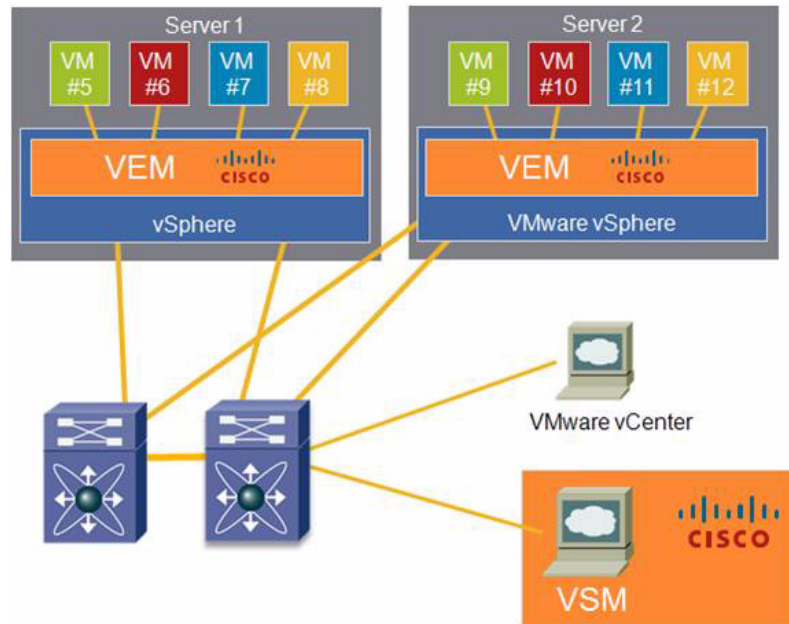 Server 1
VM #5
VM #6
VM #7
VM #8
VEM
CISCO
vSphere
Server 2
VM #9
VM #10
VM #11
VM #12
VEM
CISCO
VMware vSphere
VMware vCenter
CISCO
VSM